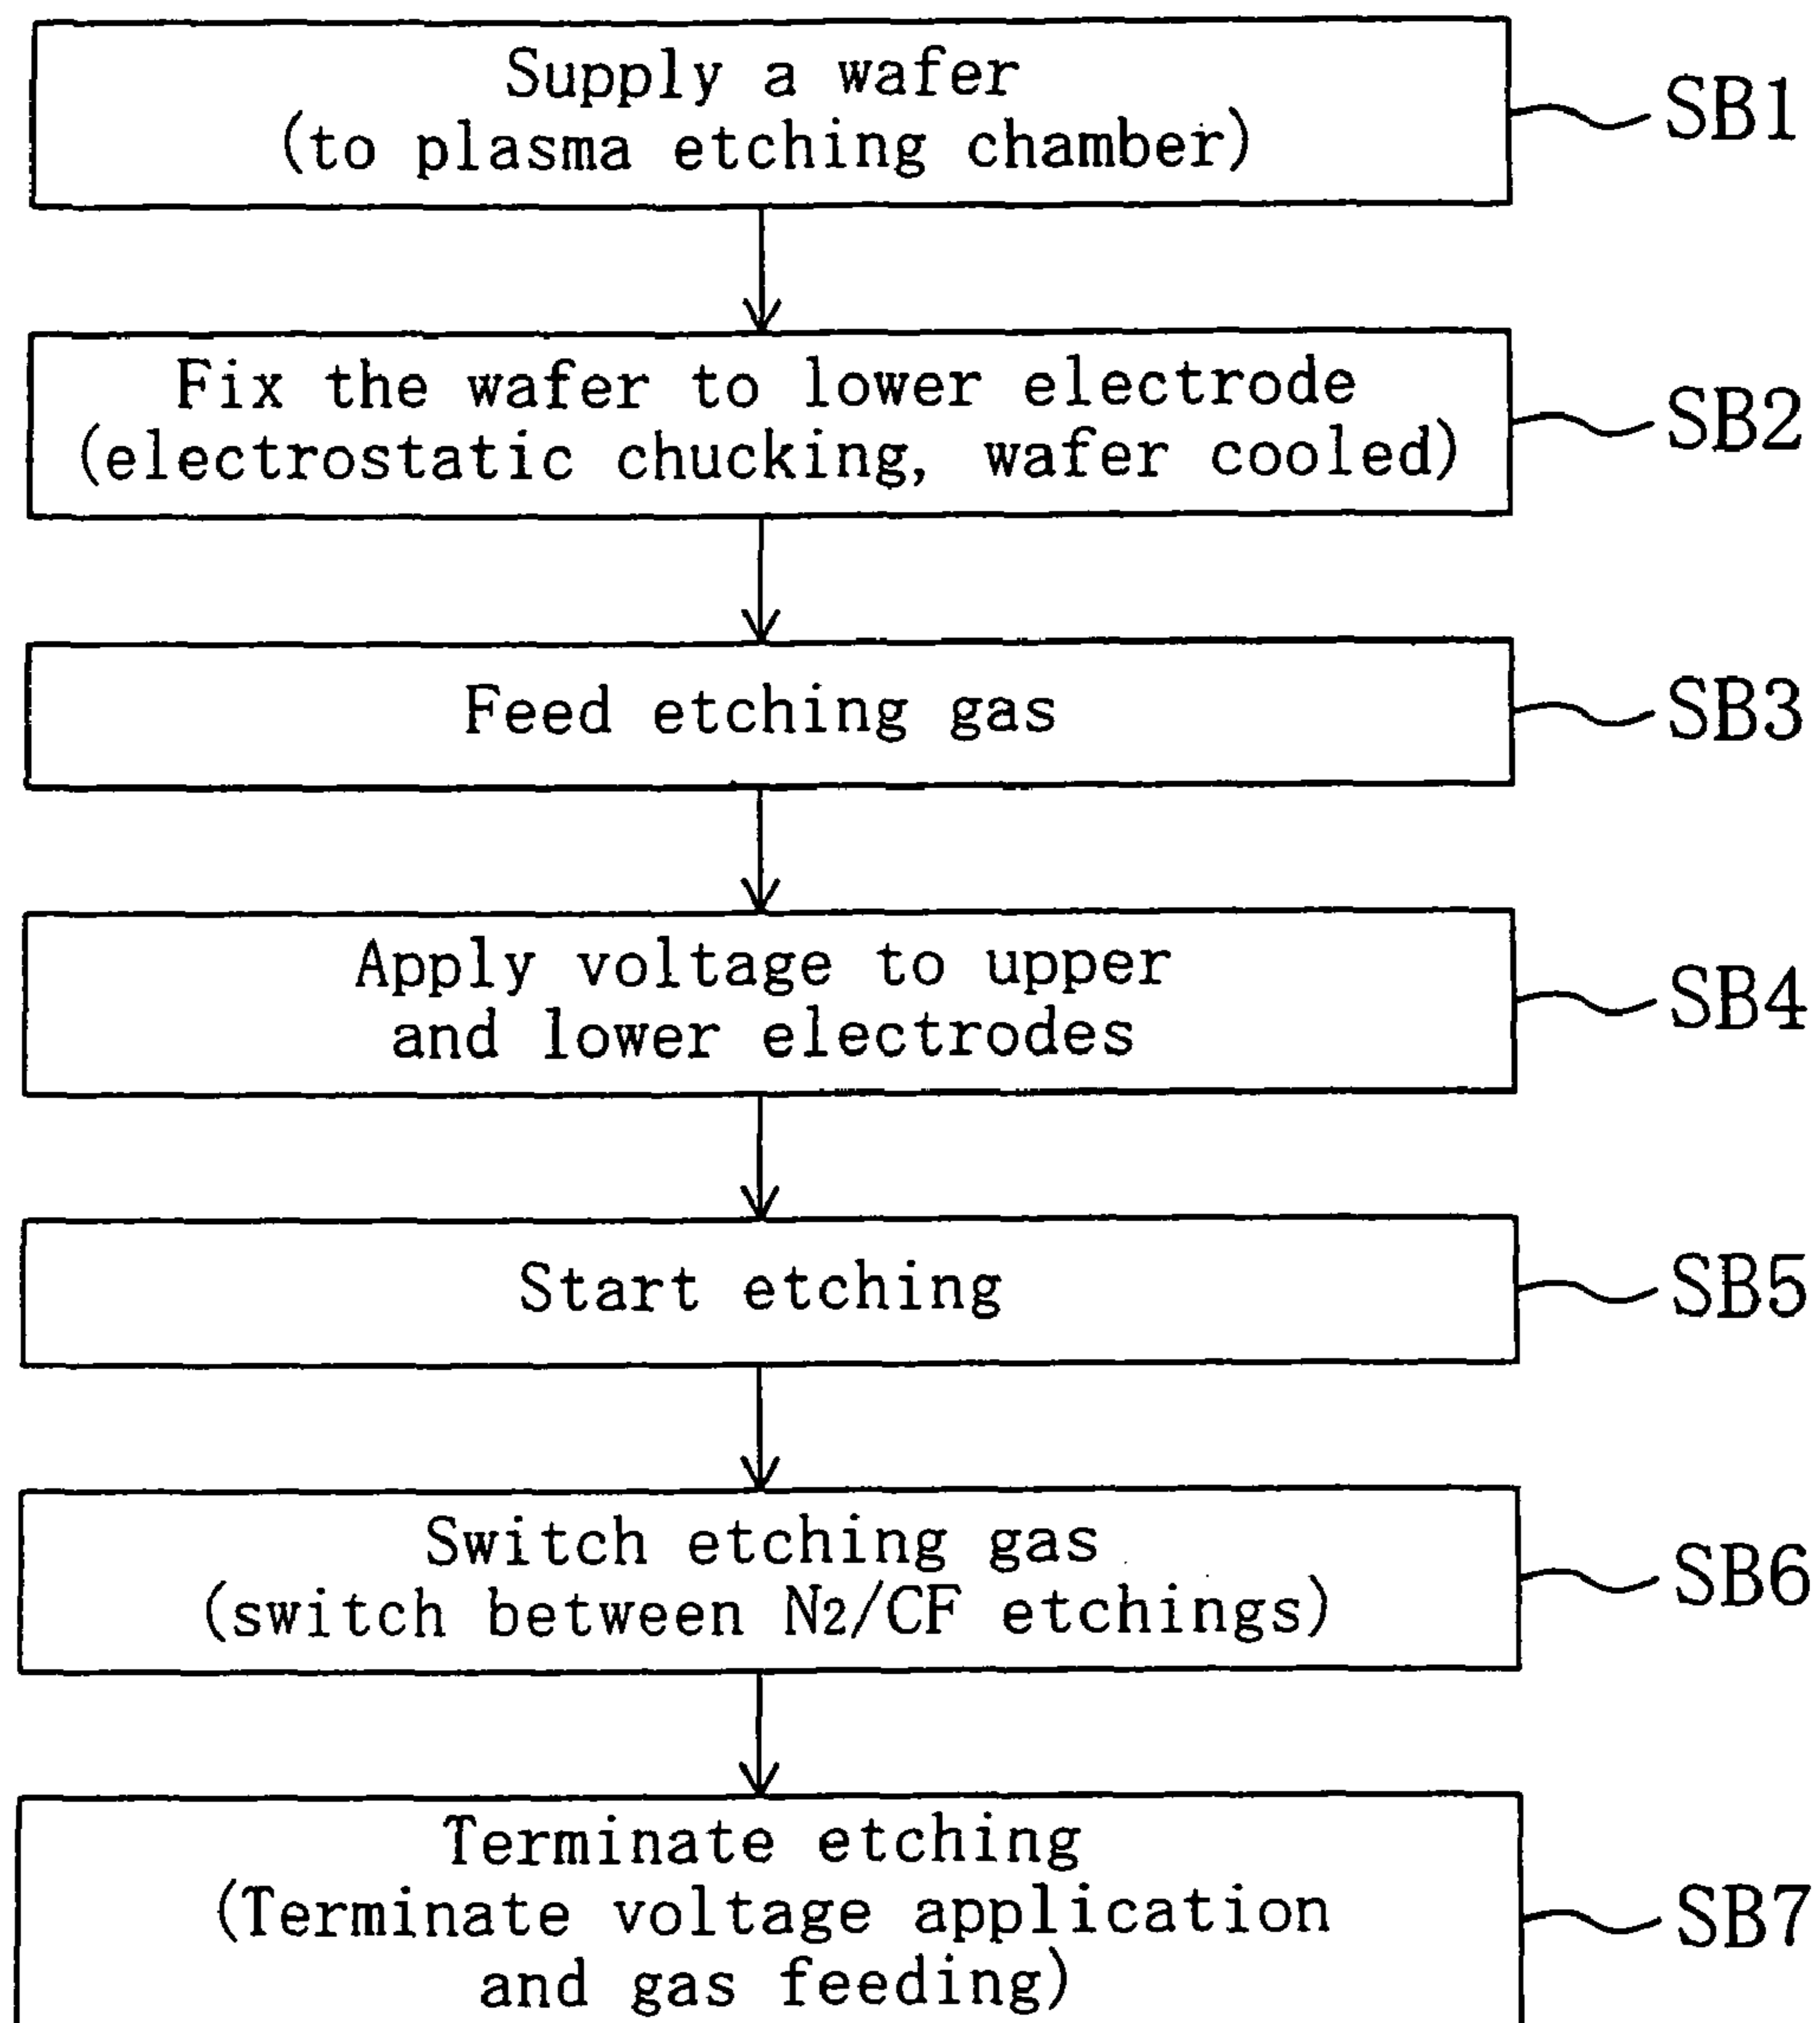 Supply a wafer
(to plasma etching chamber)
SB1
Fix the wafer to lower electrode
(electrostatic chucking, wafer cooled)
SB2
Feed etching gas
SB3
Apply voltage to upper
and lower electrodes
SB4
Start etching
SB5
Switch etching gas
(switch between N2/CF etchings)
SB6
Terminate etching
(Terminate voltage application
and gas feeding)
SB7